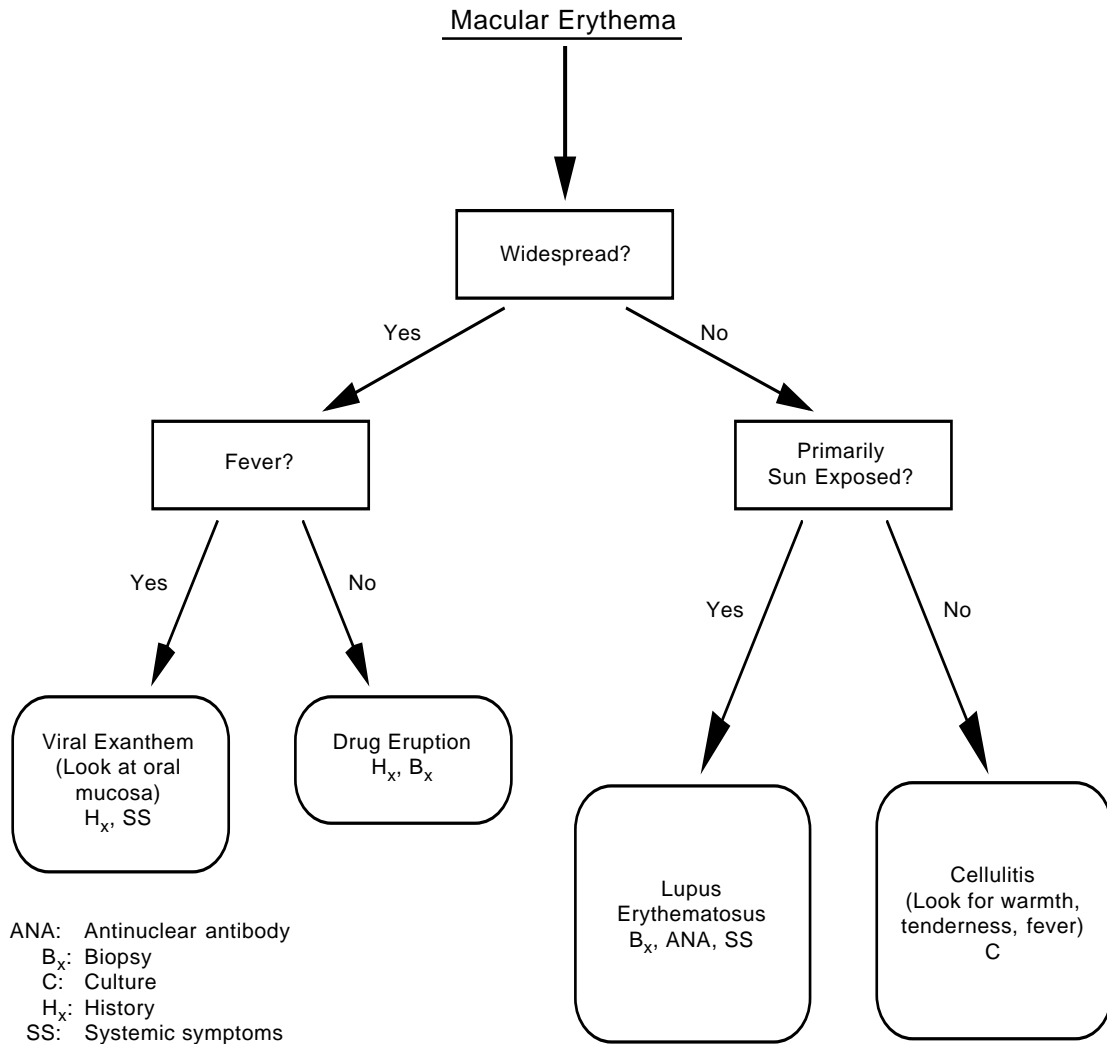 Macular Erythema
Widespread?
Yes
No
Fever?
Primarily
Sun Exposed?
Yes
No
Yes
No
Viral Exanthem
(Look at oral
mucosa)
Hx, SS
Drug Eruption
Hx, Bx
Lupus
Erythematosus
Bx, ANA, SS
Cellulitis
(Look for warmth,
tenderness, fever)
C
ANA: Antinuclear antibody
Bx: Biopsy
C: Culture
Hx: History
SS: Systemic symptoms